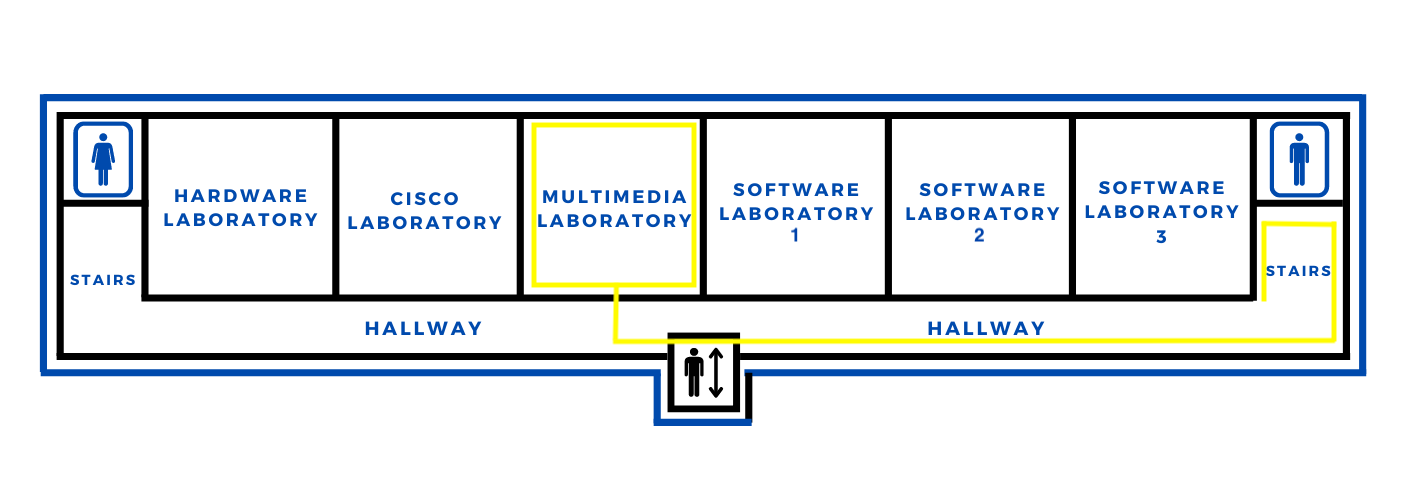 HARDWARE
LABORATORY
CISCO
LABORATORY
MULTIMEDIA
LABORATORY
SOFTWARE
LABORATORY
1
SOFTWARE
LABORATORY
2
SOFTWARE
LABORATORY
3
STAIRS
STAIRS
HALLWAY
HALLWAY